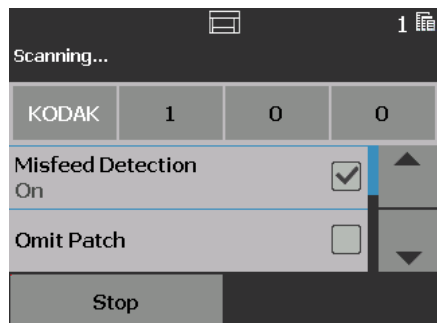 1
Scanning...
KODAK 1 0 0
Misfeed Detection
On
Omit Patch
Stop